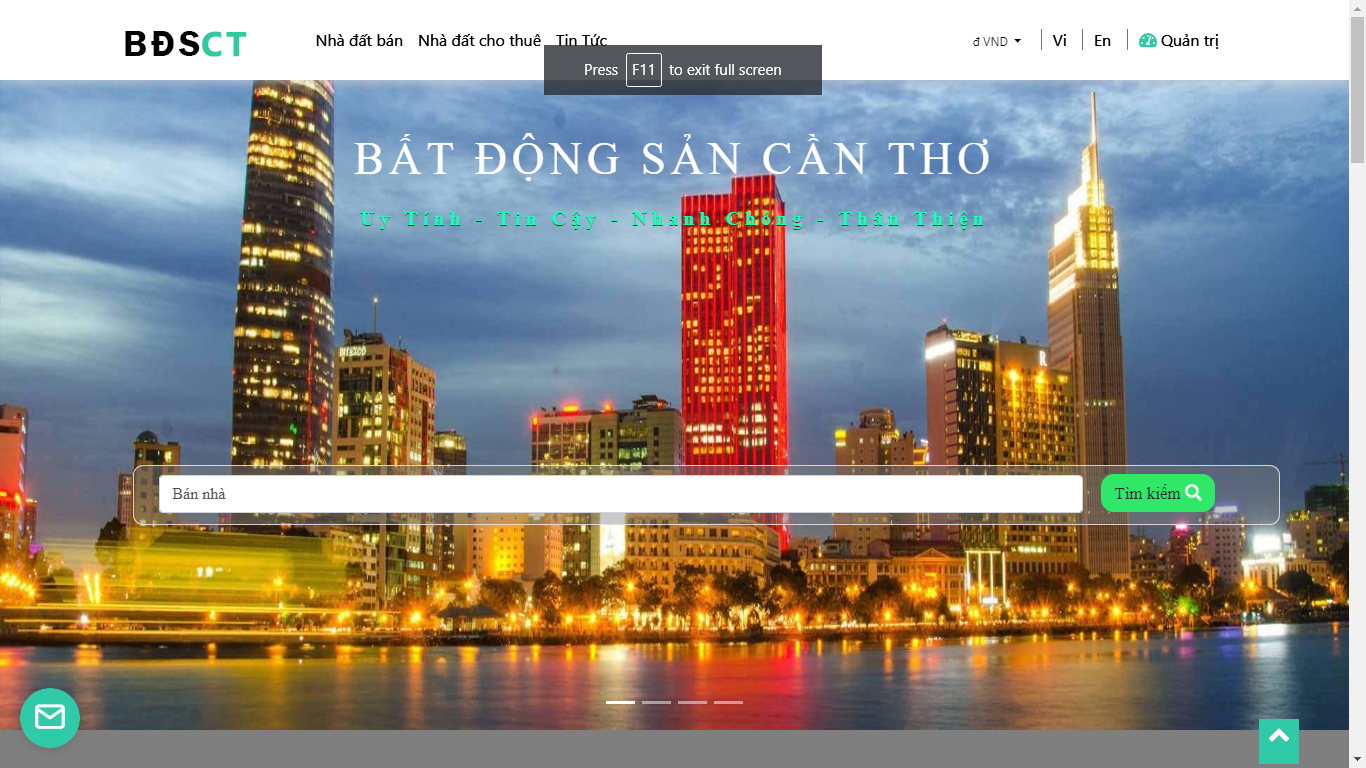 BĐSCT
Nhà đất bán Nhà đất cho thuê Tin Tức
đ VND Vi En Quản trị
Press F11 to exit full screen
BẤT ĐỘNG SẢN CẦN THƠ
Uy Tính - Tin Cậy - Nhanh Chóng - Thân Thiện
R
Bán nhà Tìm kiếm